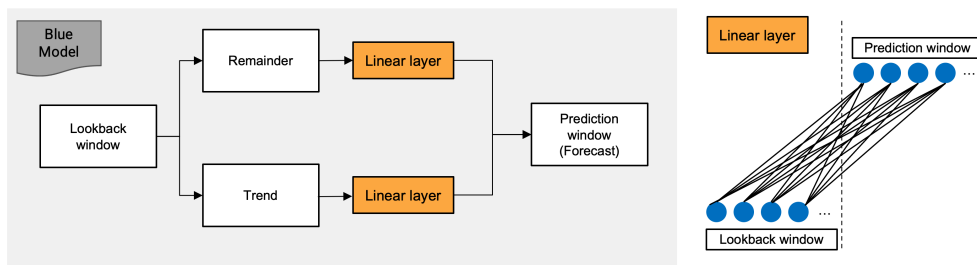 Blue
Model
Lookback
window
Remainder
Linear layer
Trend
Linear layer
Prediction
window
(Forecast)
Linear layer
Prediction window
...
...
Lookback window